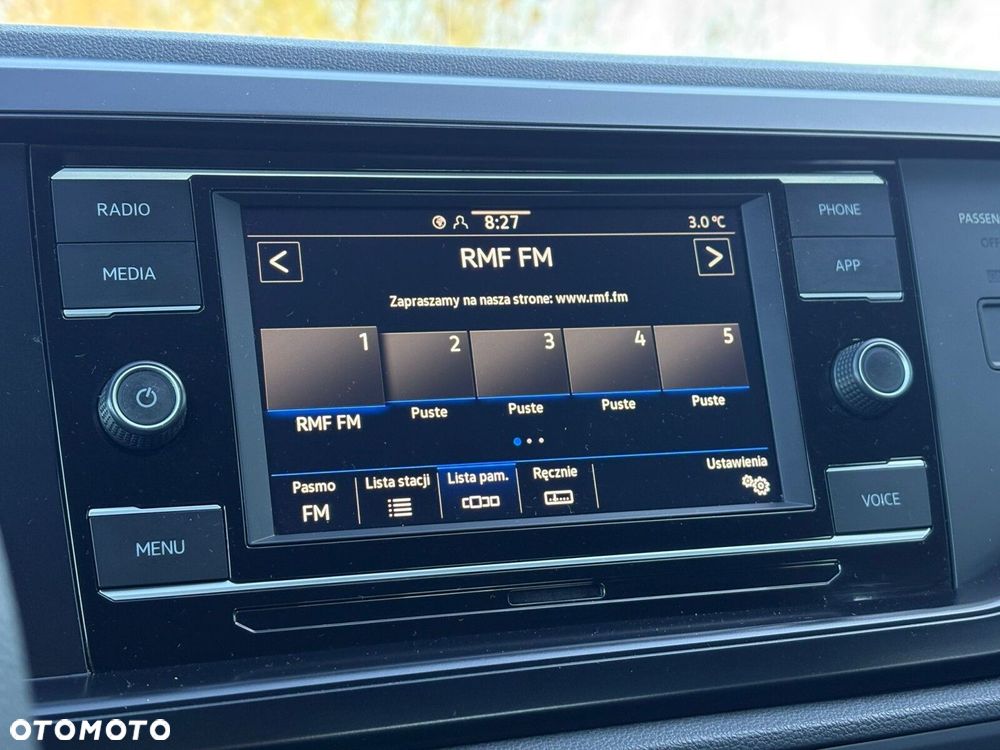 RADIO
MEDIA
MENU
8:27
3.0 °C
<
RMF FM
>
Zapraszamy na nasza strone: www.rmf.fm
1
2
3
4
5
RMF FM
Puste
Puste
Puste
Puste
Pasmo
FM
Lista stacji
Lista pam.
Ręcznie
Ustawienia
PHONE
APP
VOICE
PASSEN
OFF
OTOMOTO